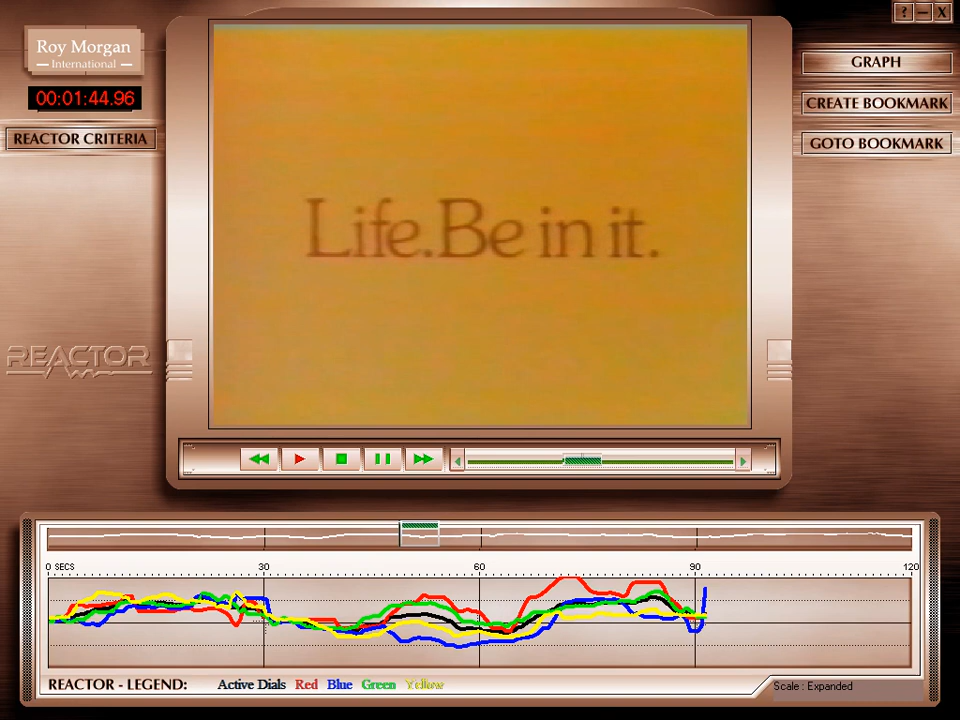 ? – X
Roy Morgan
International
00:01:44.96
REACTOR CRITERIA
GRAPH
CREATE BOOKMARK
GOTO BOOKMARK
Life.Be in it.
REACTOR
0 SECS 30 60 90 120
REACTOR - LEGEND: Active Dials Red Blue Green Yellow
Scale : Expanded